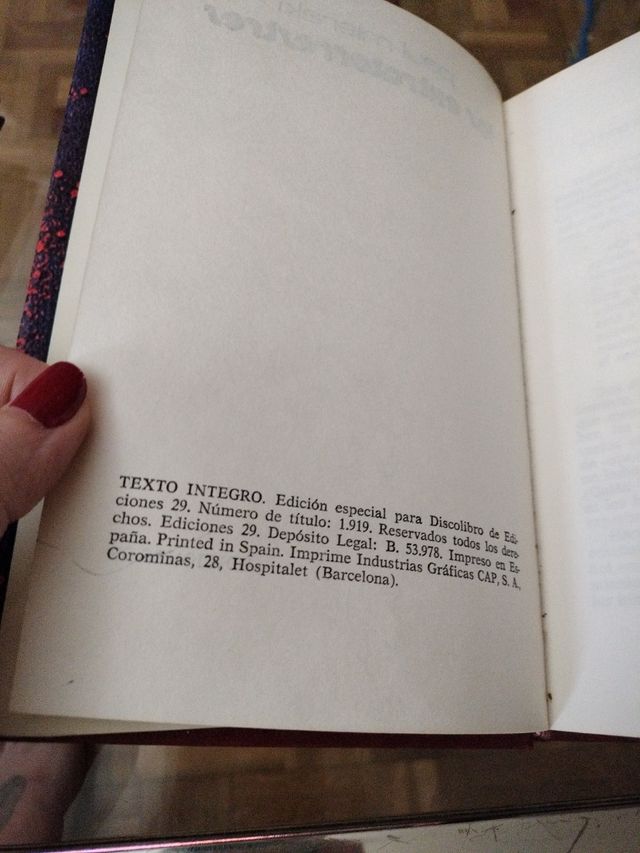 TEXTO INTEGRO. Edición especial para Discolibro de Edi-
ciones 29. Número de título: 1.919. Reservados todos los dere-
chos. Ediciones 29. Depósito Legal: B. 53.978. Impreso en Es-
paña. Printed in Spain. Imprime Industrias Gráficas CAP, S. A.
Corominas, 28, Hospitalet (Barcelona).